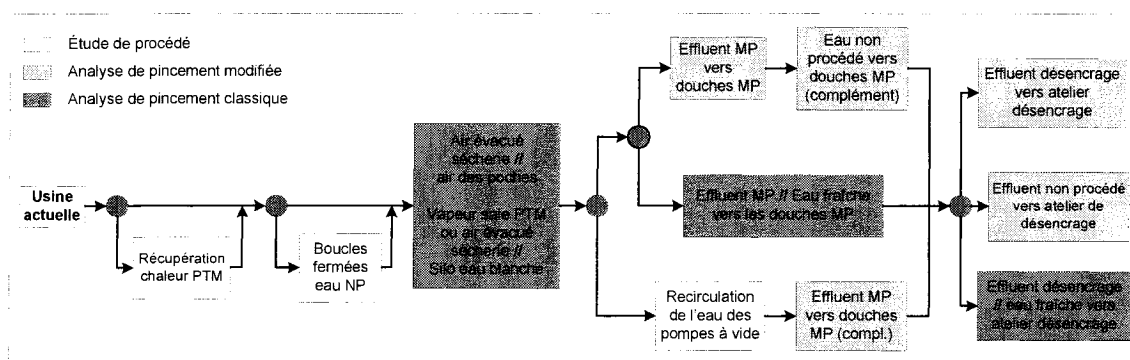 Étude de procédé
Analyse de pincement modifiée
Analyse de pincement classique
Usine
actuelle
Récupération
chaleur PTM
Boucles
fermées
eau NP
Air évacué
sécherie //
air des poches
Vapeur sale PTM
ou air évacué
sécherie //
Silo eau blanche
Effluent MP
vers
douches MP
Eau non
procédé vers
douches MP
(complément)
Effluent MP // Eau fraîche
vers les douches MP
Recirculation
de l'eau des
pompes à vide
Effluent MP
vers douches
MP (compl.)
Effluent désencrage
vers atelier
désencrage
Effluent non procédé
vers atelier de
désencrage
Effluent désencrage
// eau fraîche vers
atelier désencrage